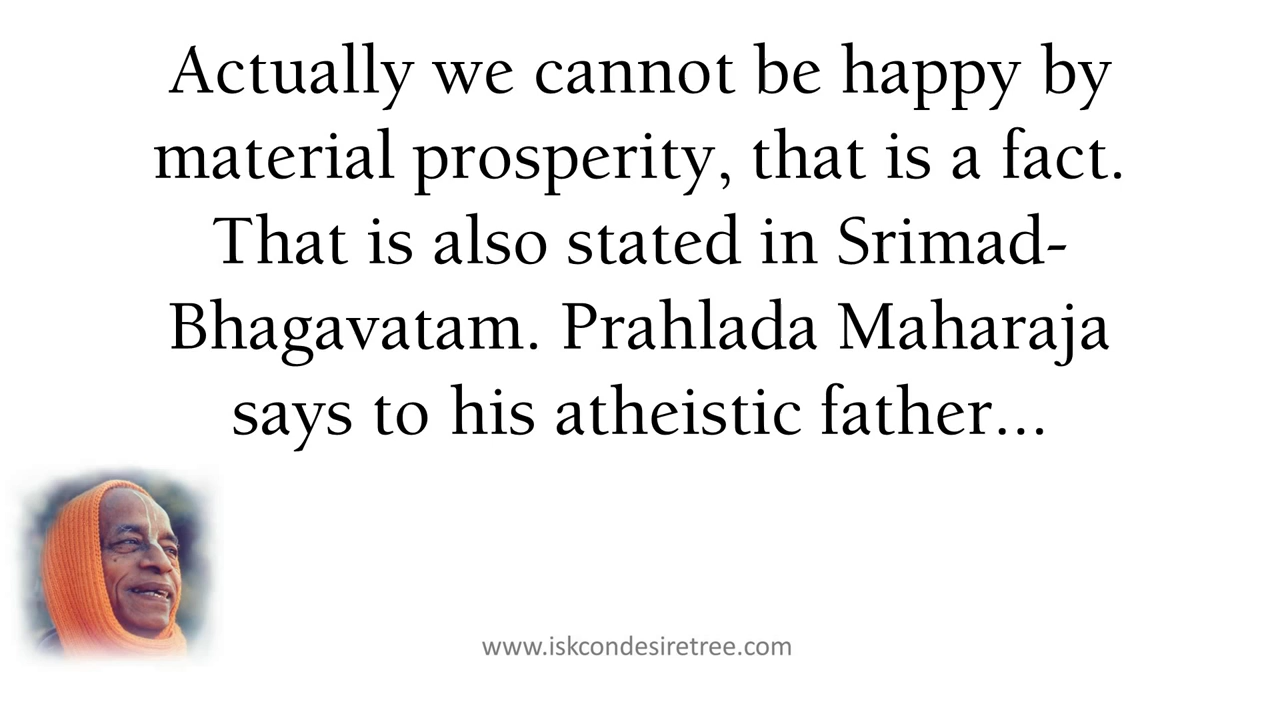 Actually we cannot be happy by
material prosperity, that is a fact.
That is also stated in Srimad-
Bhagavatam. Prahlada Maharaja
says to his atheistic father...
www.iskcondesiretree.com